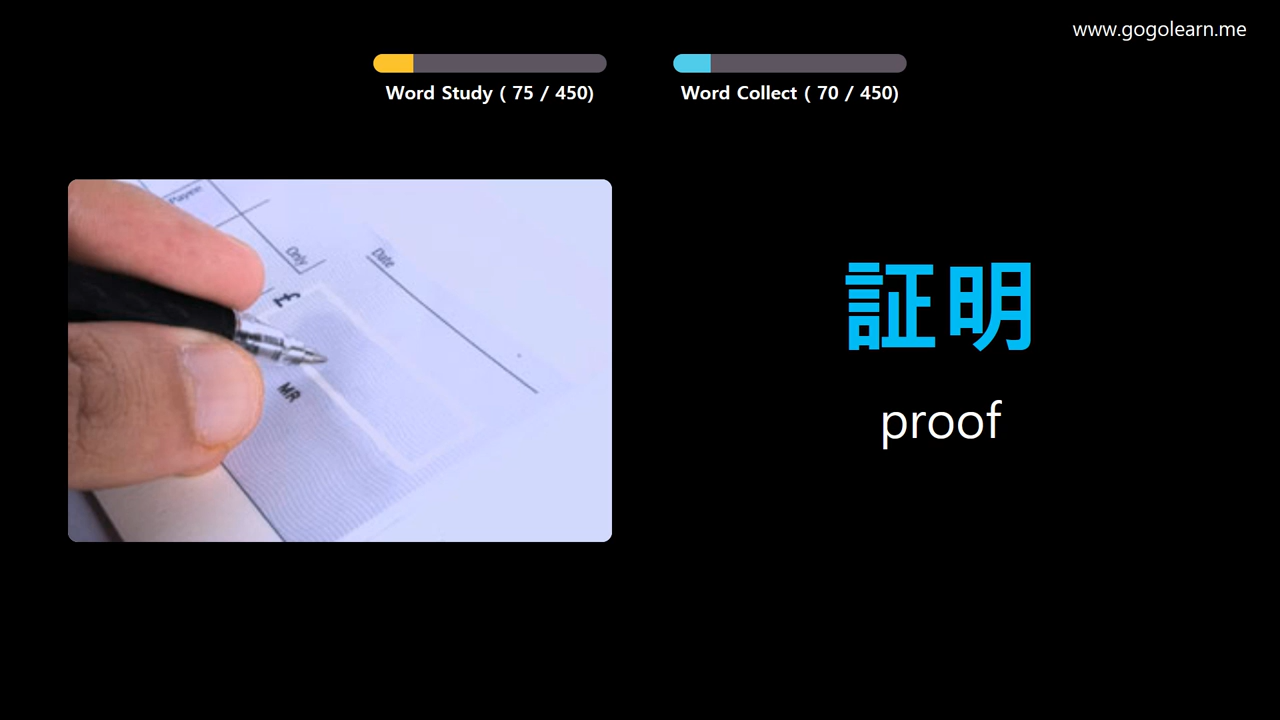 www.gogolearn.me
Word Study ( 75 / 450)
Word Collect ( 70 / 450)
Payee
Only
Date
£
MR
証明
proof